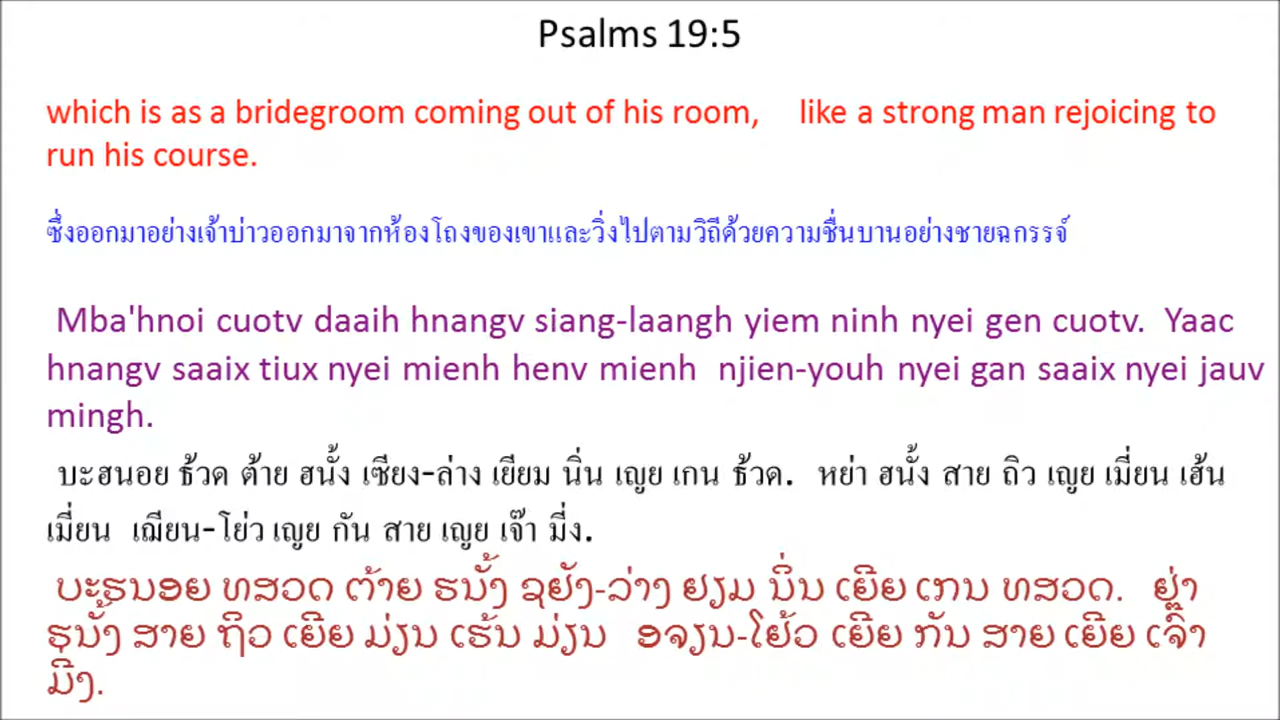 Psalms 19:5
which is as a bridegroom coming out of his room, like a strong man rejoicing to
run his course.
ซึ่งออกมาอย่างเจ้าบ่าวออกมาจากห้องโถงของเขาและวิ่งไปตามวิถีด้วยความชื่นบานอย่างชายฉกรรจ์
Mba'hnoi cuotv daaih hnangv siang-laangh yiem ninh nyei gen cuotv. Yaac
hnangv saaix tiux nyei mienh henv mienh njien-youh nyei gan saaix nyei jauv
mingh.
บะฮนอย ธ้วด ต้าย ฮนั้ง เซียง-ล่าง เยียม นิ่น เญย เกน ธ้วด. หย่า ฮนั้ง สาย ถิว เญย เมี่ยน เฮ้น
เมี่ยน เฌียน-โย่ว เญย กัน สาย เญย เจ๊า มี่ง.
ບະຮນອຍ ທສວດ ຕ້າຍ ຮນັ້ງ ຊຢັງ-ລ່າງ ຢຽມ ນິ່ນ ເຍີຍ ເກນ ທສວດ. ຢ່າ
ຮນັ້ງ ສາຍ ຖິວ ເຍີຍ ມ່ຽນ ເຮ້ນ ມ່ຽນ ອຈຽນ-ໂຢ້ວ ເຍີຍ ກັນ ສາຍ ເຍີຍ ເຈົ໊າ
ມີ່ງ.